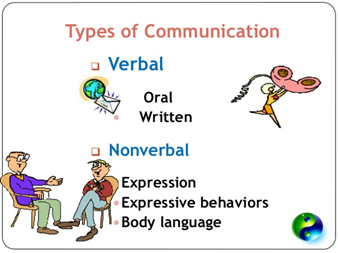 Types of Communication
Verbal
Oral
Written
Nonverbal
Expression
Expressive behaviors
Body language